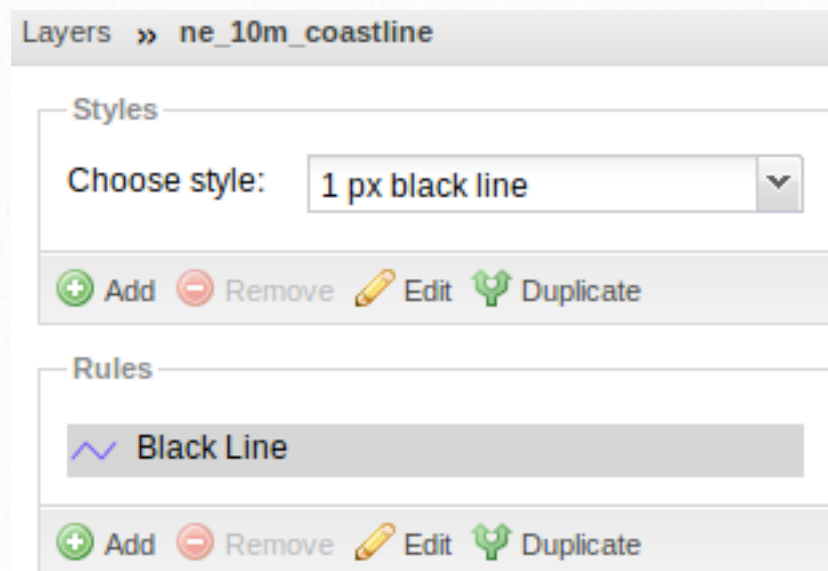 Layers » ne_10m_coastline
Styles
Choose style: 1 px black line
Add Remove Edit Duplicate
Rules
Black Line
Add Remove Edit Duplicate